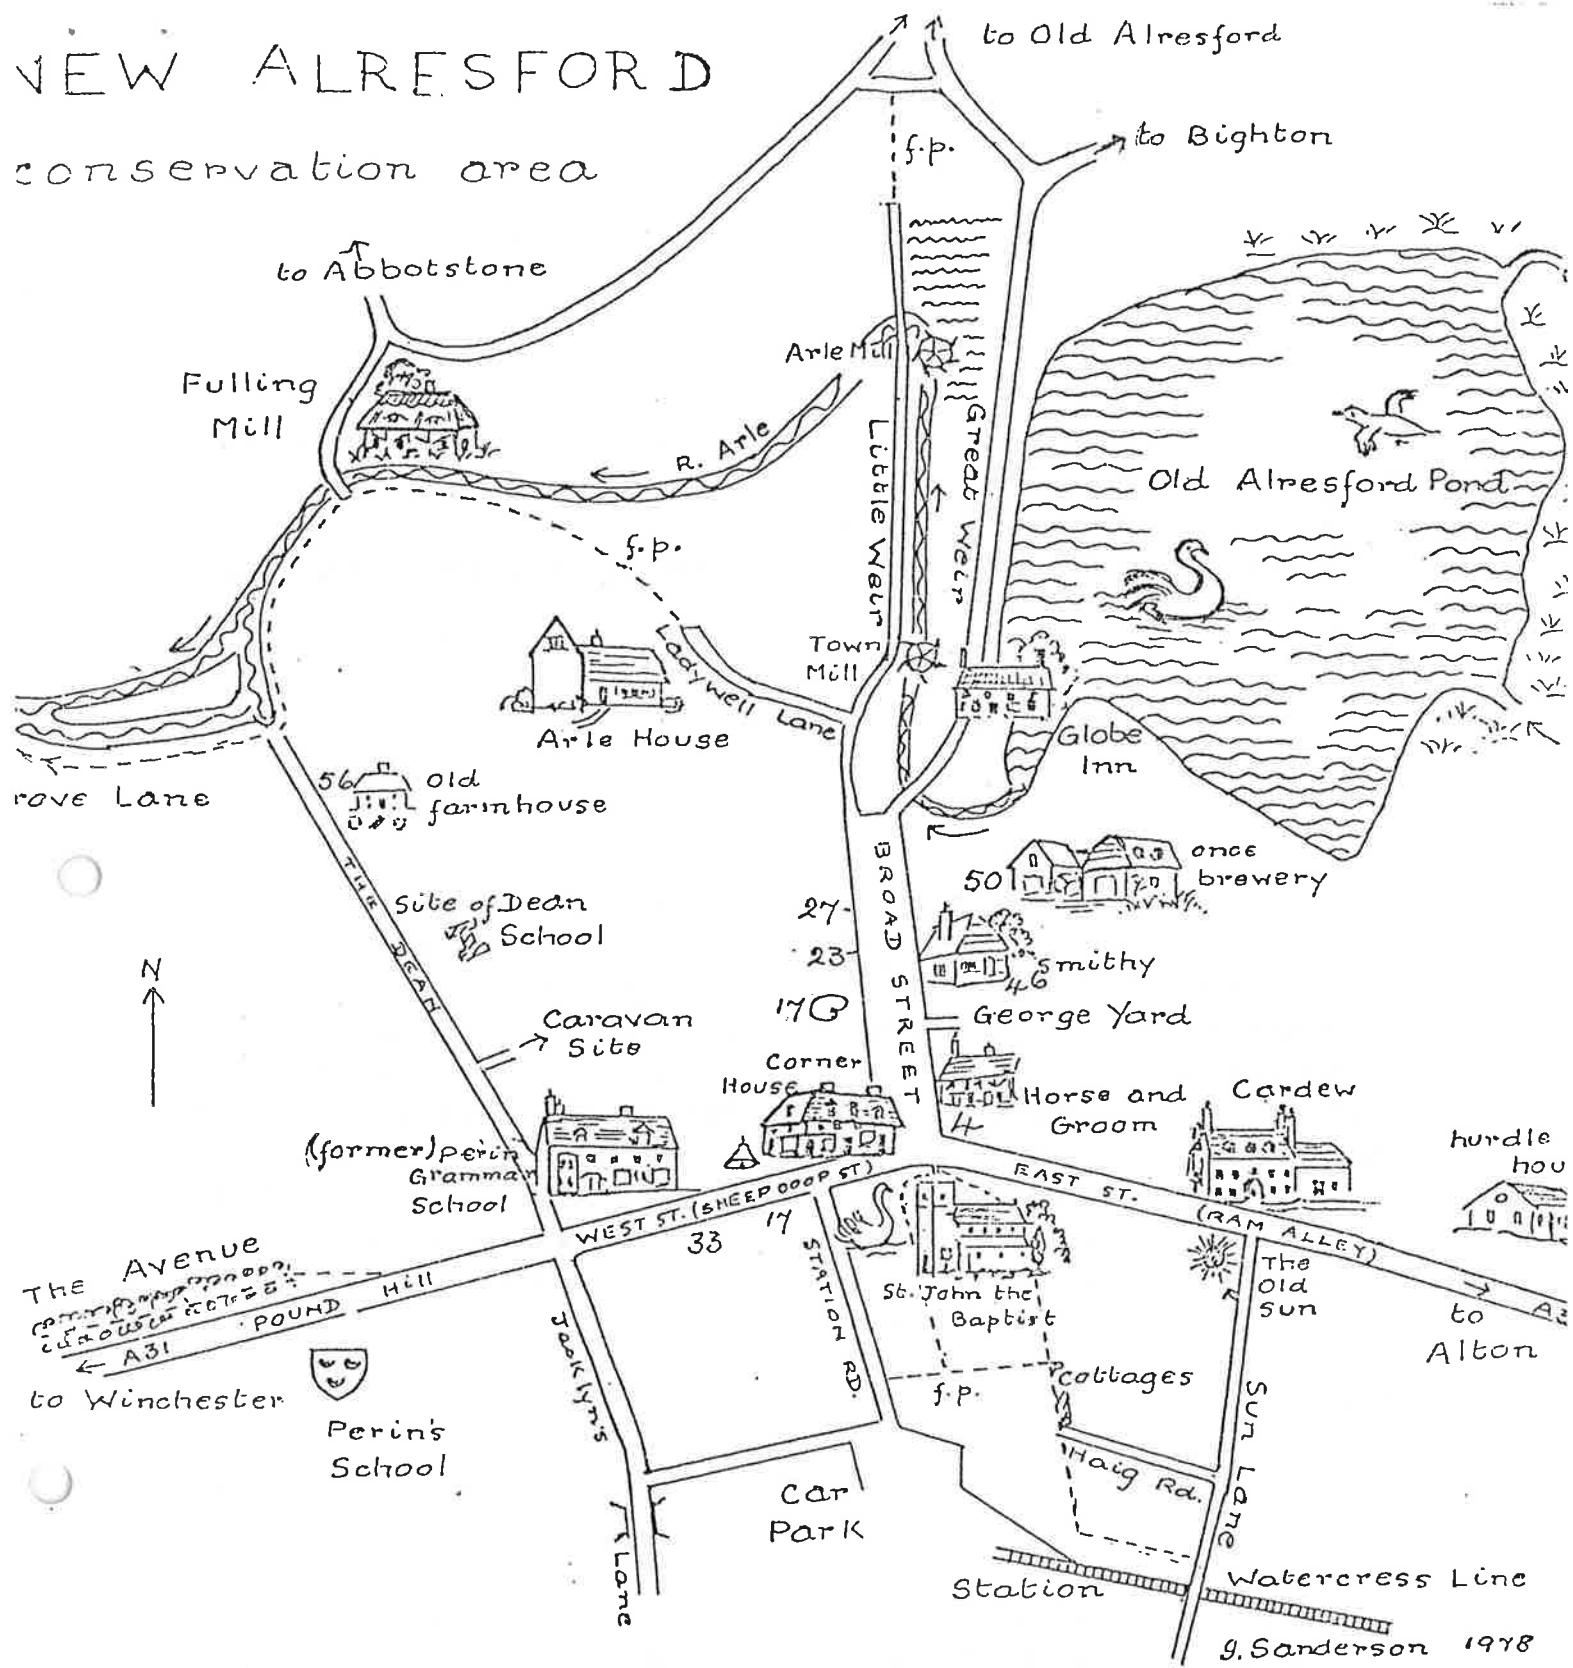 NEW ALRESFORD
conservation area
to Old Alresford
to Bighton
f.p.
to Abbotstone
Fulling
Mill
Arle Mill
R. Arle
Little Weir
Great Weir
Old Alresford Pond
f.p.
Ladywell Lane
Town
Mill
Arle House
Globe
Inn
56 old
farmhouse
rove Lane
THE DEAN
BROAD STREET
50
once
brewery
Site of Dean
School
27
23
17
Smithy
46
George Yard
N
Caravan
Site
Corner
House
Horse and
Groom
4
Cardew
hurdle
hou
(former) Perin
Grammar
School
WEST ST. (SHEEP POOP ST)
33
17
EAST ST.
(RAM ALLEY)
The Avenue
POUND Hill
A31
to Winchester
Perin's
School
Jacklyn's Lane
STATION RD.
St. John the
Baptist
The
Old
Sun
to
Alton
A3
f.p.
Cottages
Sun Lane
Haig Rd.
Car
Park
Station
Watercress Line
J. Sanderson 1978